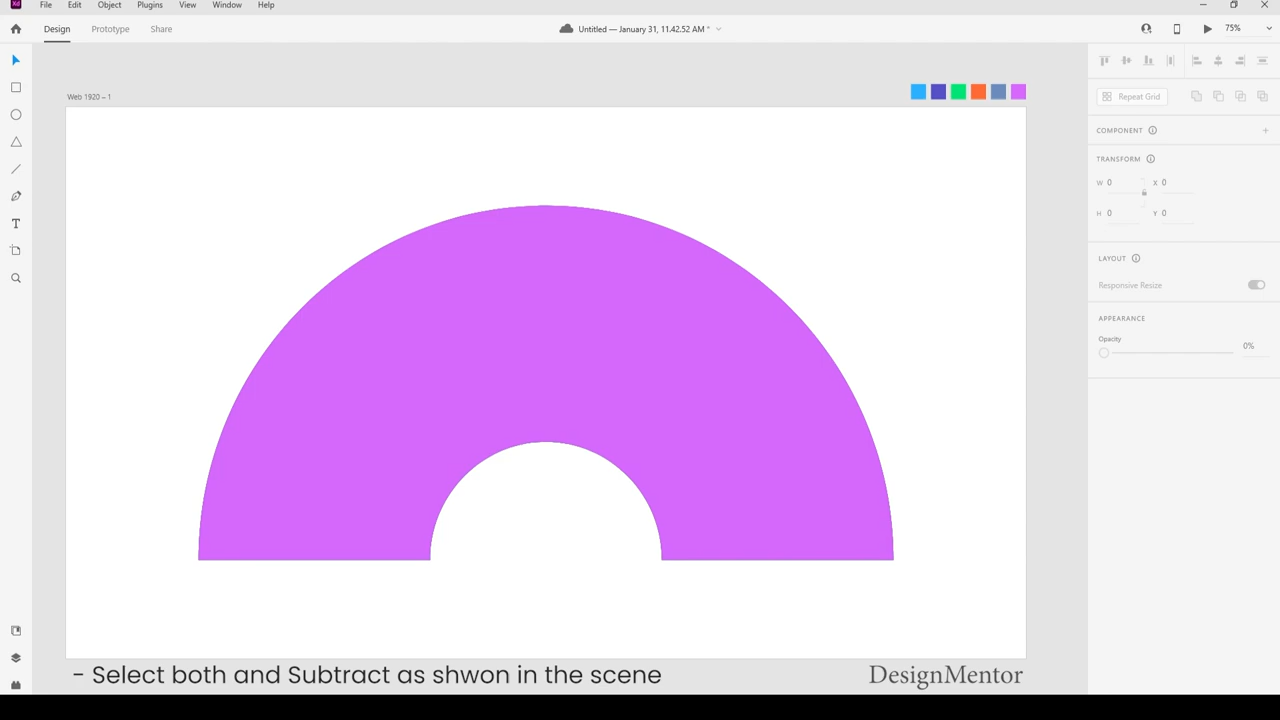 Xd File Edit Object Plugins View Window Help
Design Prototype Share Untitled — January 31, 11.42.52 AM * 75%
Web 1920 – 1
Repeat Grid
COMPONENT
TRANSFORM
W 0 X 0
H 0 Y 0
LAYOUT
Responsive Resize
APPEARANCE
Opacity
0%
T
- Select both and Subtract as shwon in the scene
DesignMentor